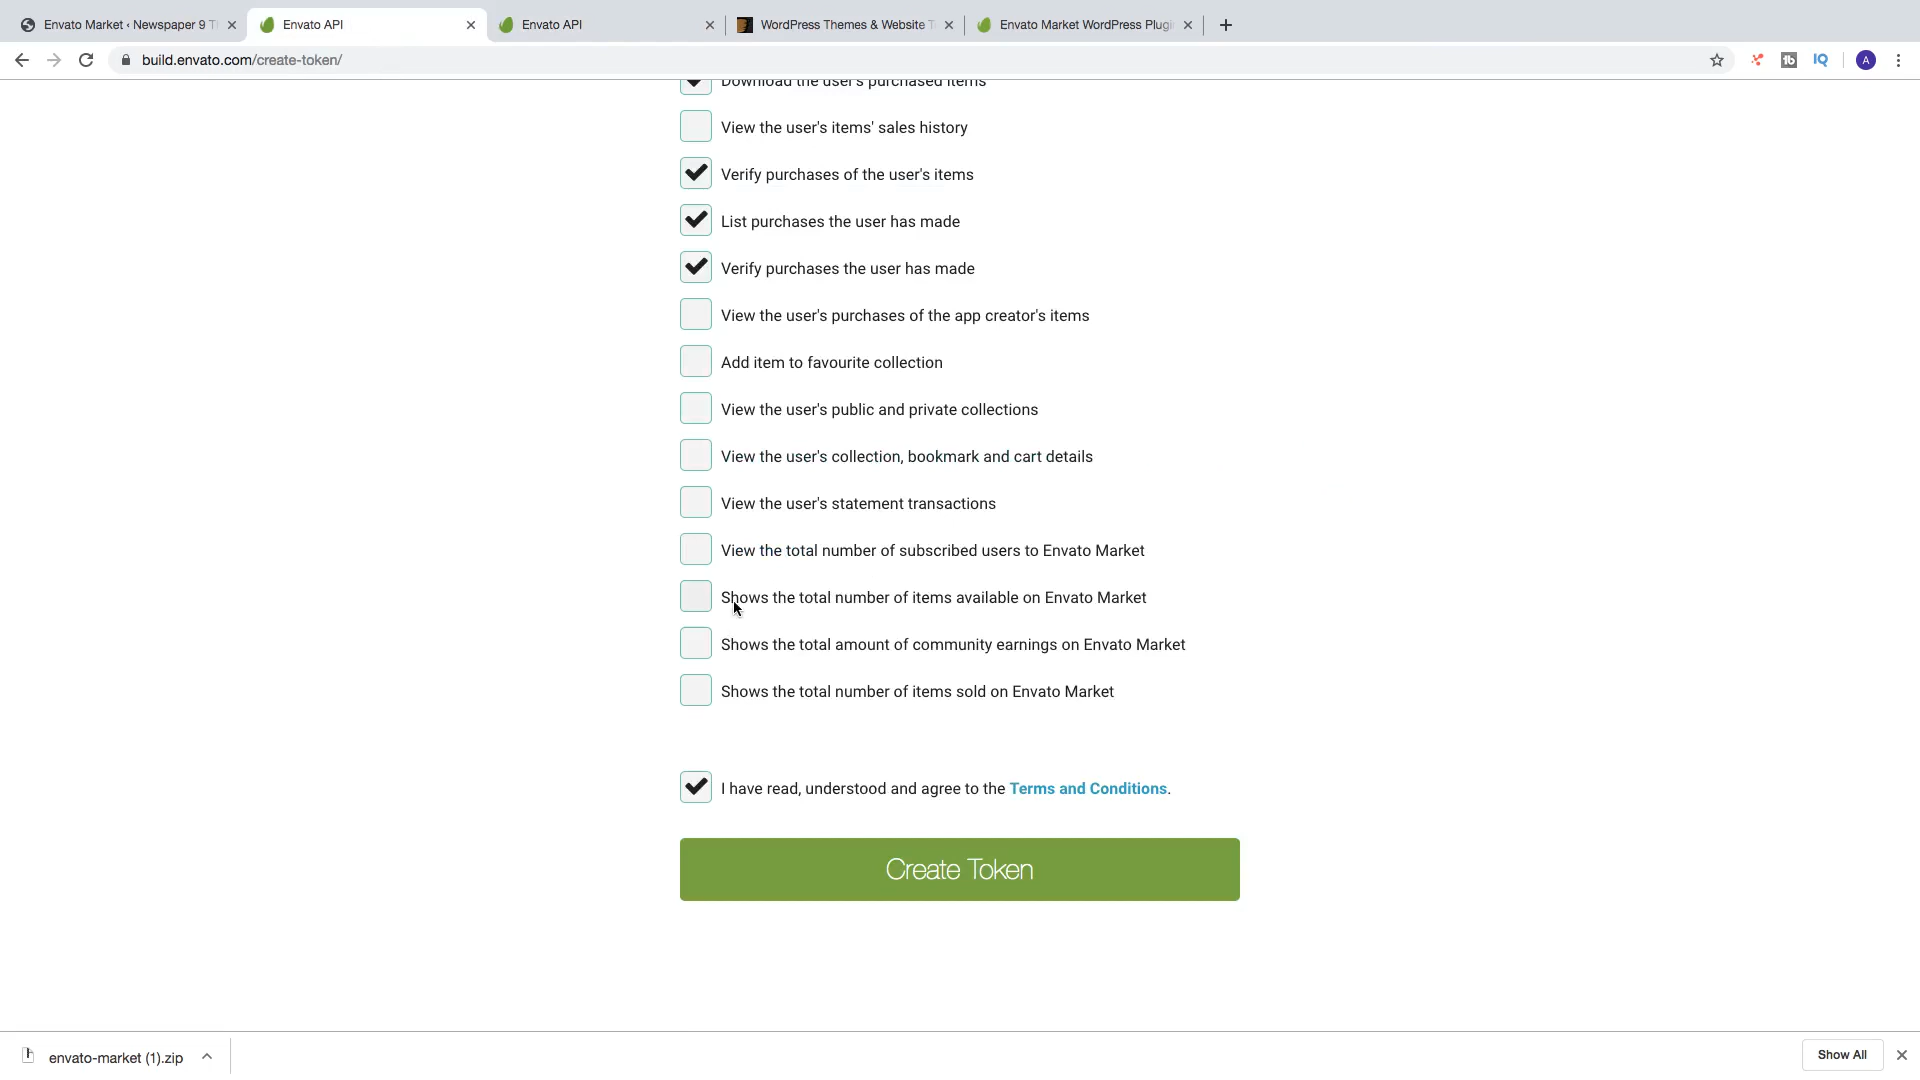 Envato Market ‹ Newspaper 9 T
Envato API
Envato API
WordPress Themes & Website T
Envato Market WordPress Plugi
build.envato.com/create-token/
Download the user's purchased items
View the user's items' sales history
Verify purchases of the user's items
List purchases the user has made
Verify purchases the user has made
View the user's purchases of the app creator's items
Add item to favourite collection
View the user's public and private collections
View the user's collection, bookmark and cart details
View the user's statement transactions
View the total number of subscribed users to Envato Market
Shows the total number of items available on Envato Market
Shows the total amount of community earnings on Envato Market
Shows the total number of items sold on Envato Market
I have read, understood and agree to the Terms and Conditions.
Create Token
envato-market (1).zip
Show All
tb
IQ
A